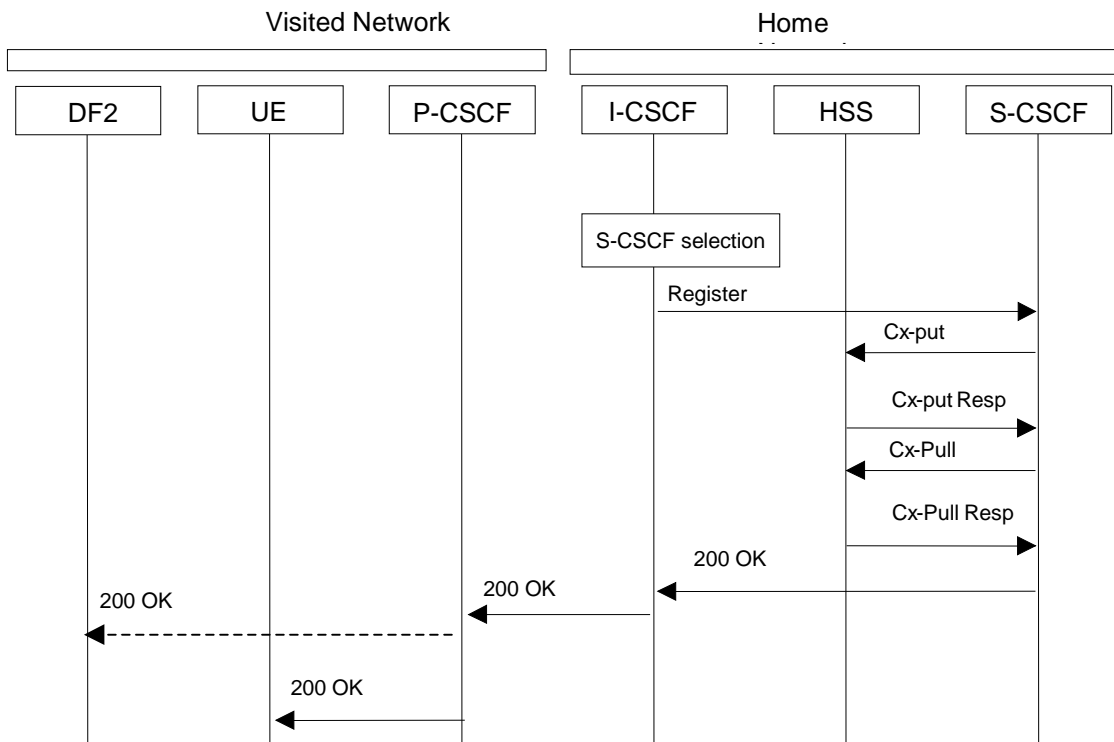 Visited Network
Home
DF2
UE
P-CSCF
I-CSCF
HSS
S-CSCF
S-CSCF selection
Register
Cx-put
Cx-put Resp
Cx-Pull
Cx-Pull Resp
200 OK
200 OK
200 OK
200 OK